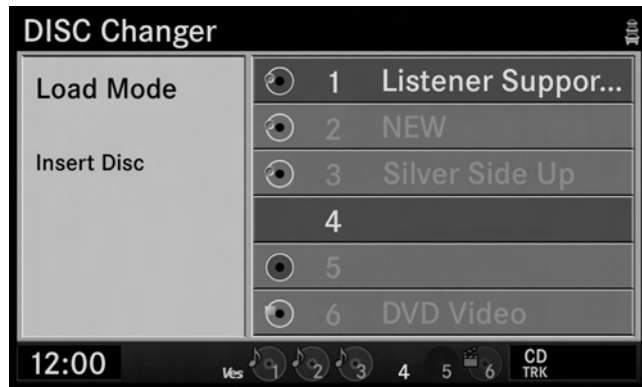 DISC Changer
Load Mode
Insert Disc
1 Listener Suppor...
2 NEW
3 Silver Side Up
4
5
6 DVD Video
12:00 Ves 1 2 3 4 5 6 CD
TRK